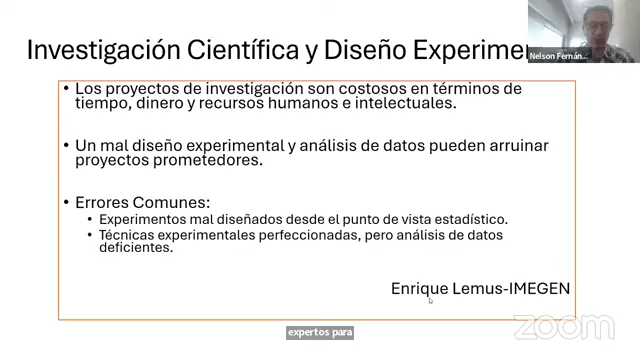 Investigación Científica y Diseño Experime
Nelson Fernán...
• Los proyectos de investigación son costosos en términos de
tiempo, dinero y recursos humanos e intelectuales.
• Un mal diseño experimental y análisis de datos pueden arruinar
proyectos prometedores.
• Errores Comunes:
• Experimentos mal diseñados desde el punto de vista estadístico.
• Técnicas experimentales perfeccionadas, pero análisis de datos
deficientes.
Enrique Lemus-IMEGEN
zoom
expertos para